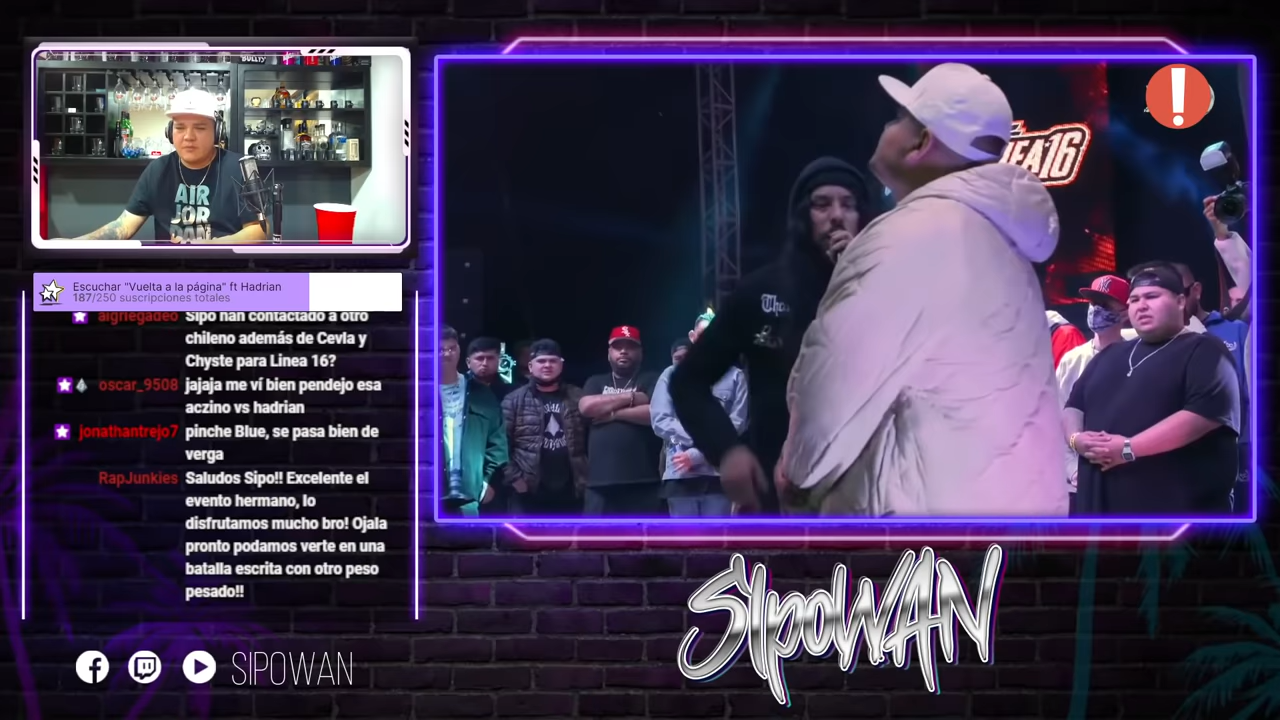 BULLY
AIR
JOR
DAN
Escuchar "Vuelta a la página" ft Hadrian
187/250 suscripciones totales
aigriegadeo Sipo han contactado a otro
chileno además de Cevla y
Chyste para Linea 16?
oscar_9508 jajaja me ví bien pendejo esa
aczino vs hadrian
jonathantrejo7 pinche Blue, se pasa bien de
verga
RapJunkies Saludos Sipo!! Excelente el
evento hermano, lo
disfrutamos mucho bro! Ojala
pronto podamos verte en una
batalla escrita con otro peso
pesado!!
SIPOWAN
!
SIPOWAN